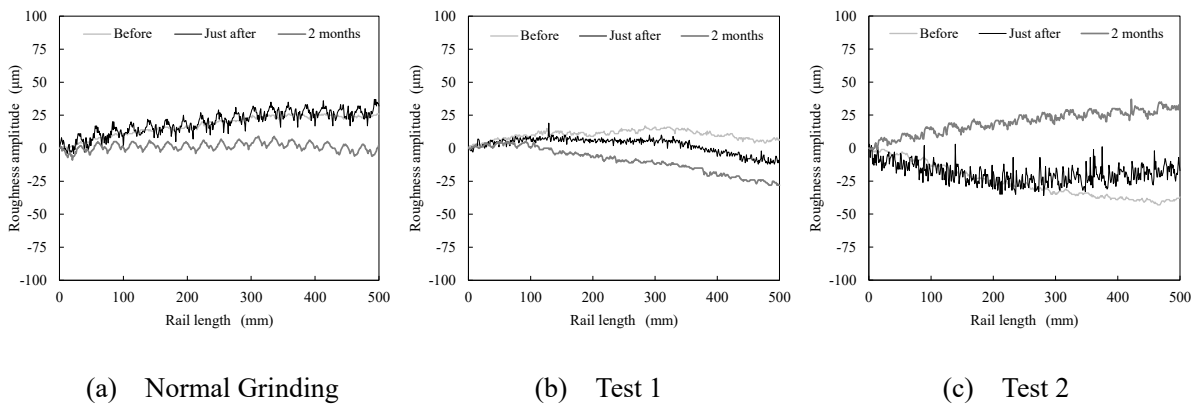 100
75
50
25
0
-25
-50
-75
-100
Roughness amplitude (μm)
Before Just after 2 months
0 100 200 300 400 500
Rail length (mm)
100
75
50
25
0
-25
-50
-75
-100
Roughness amplitude (μm)
Before Just after 2 months
0 100 200 300 400 500
Rail length (mm)
100
75
50
25
0
-25
-50
-75
-100
Roughness amplitude (μm)
Before Just after 2 months
0 100 200 300 400 500
Rail length (mm)
(a) Normal Grinding
(b) Test 1
(c) Test 2